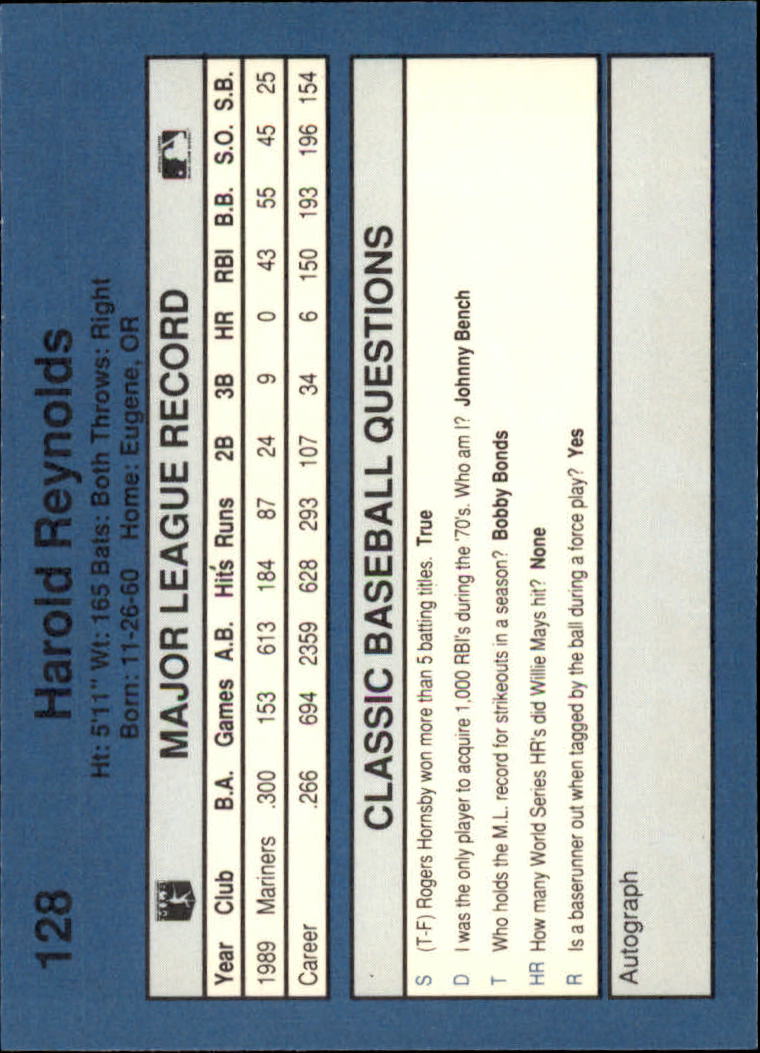 128 Harold Reynolds
Ht: 5'11" Wt: 165 Bats: Both Throws: Right
Born: 11-26-60 Home: Eugene, OR
MAJOR LEAGUE RECORD
Year Club B.A. Games A.B. Hits Runs 2B 3B HR RBI B.B. S.O. S.B.
1989 Mariners .300 153 613 184 87 24 9 0 43 55 45 25
Career .266 694 2359 628 293 107 34 6 150 193 196 154
CLASSIC BASEBALL QUESTIONS
S (T-F) Rogers Hornsby won more than 5 batting titles. True
D I was the only player to acquire 1,000 RBI's during the '70's. Who am I? Johnny Bench
T Who holds the M.L. record for strikeouts in a season? Bobby Bonds
HR How many World Series HR's did Willie Mays hit? None
R Is a baserunner out when tagged by the ball during a force play? Yes
Autograph